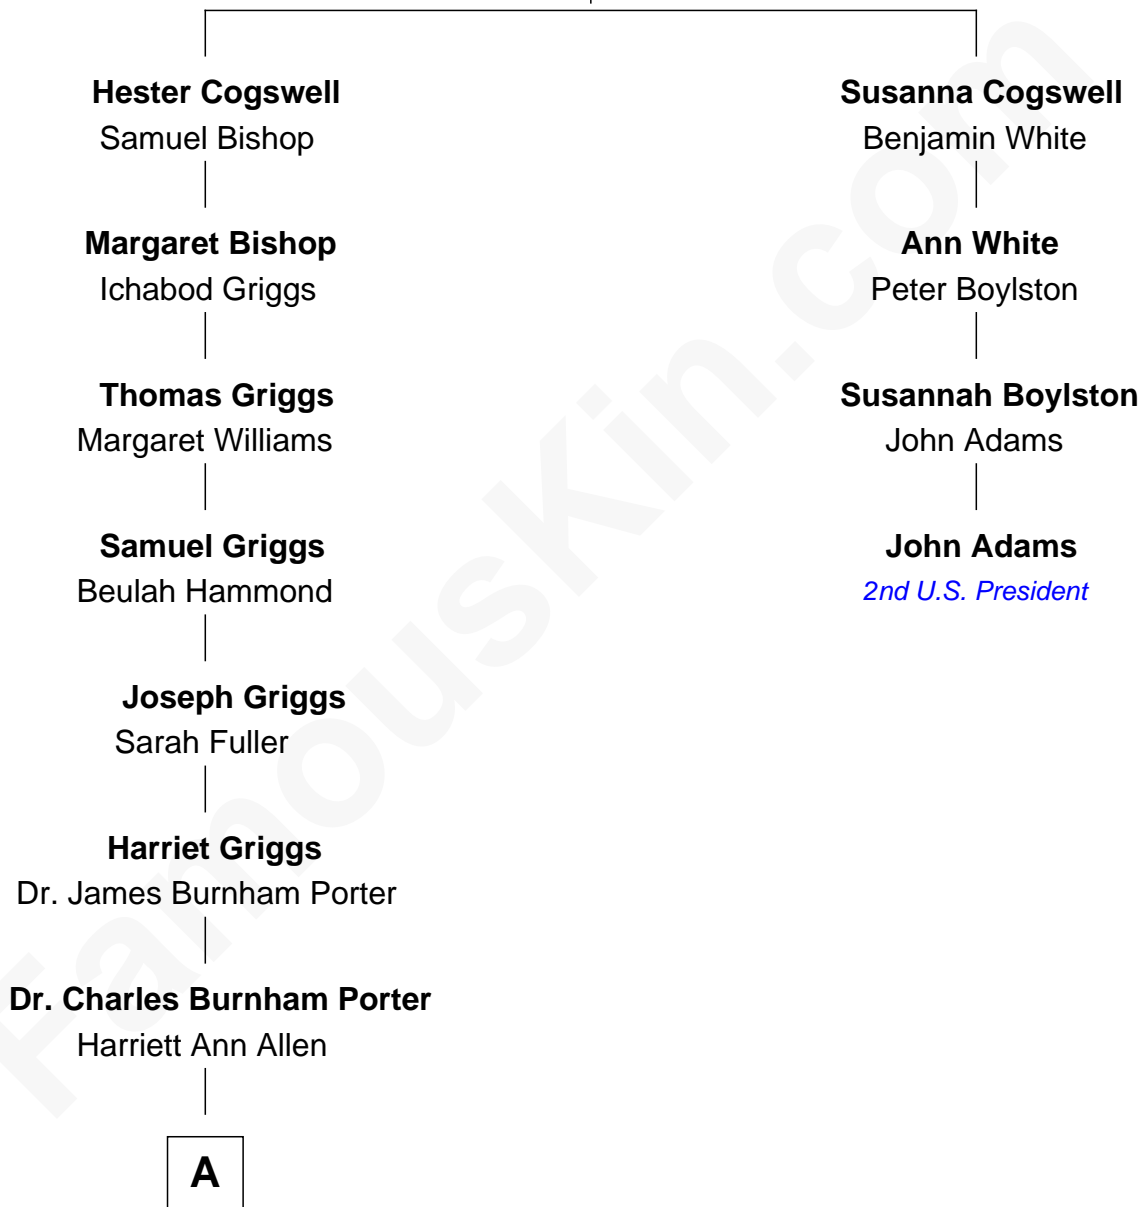 Hester Cogswell
Samuel Bishop
Margaret Bishop
Ichabod Griggs
Thomas Griggs
Margaret Williams
Samuel Griggs
Beulah Hammond
Joseph Griggs
Sarah Fuller
Harriet Griggs
Dr. James Burnham Porter
Dr. Charles Burnham Porter
Harriett Ann Allen
A
Susanna Cogswell
Benjamin White
Ann White
Peter Boylston
Susannah Boylston
John Adams
John Adams
2nd U.S. President
FamousKin.com